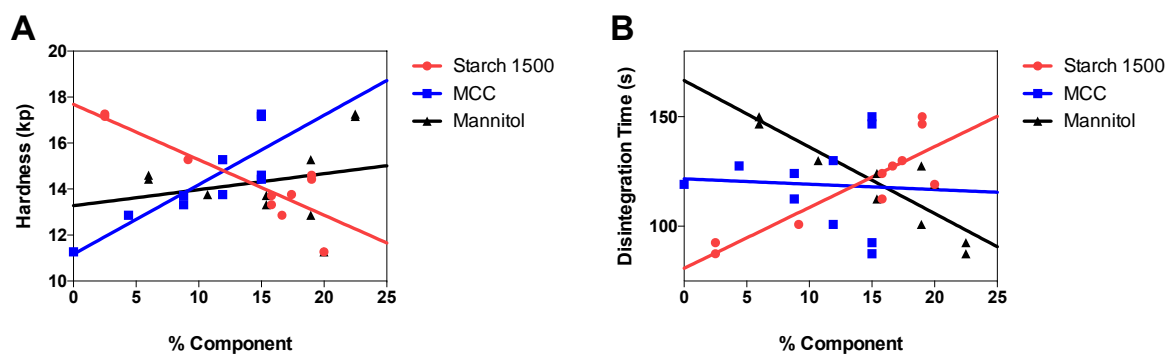 A
Hardness (kp)
20
18
16
14
12
10
0
5
10
15
20
25
% Component
Starch 1500
MCC
Mannitol
B
Disintegration Time (s)
150
100
0
5
10
15
20
25
% Component
Starch 1500
MCC
Mannitol